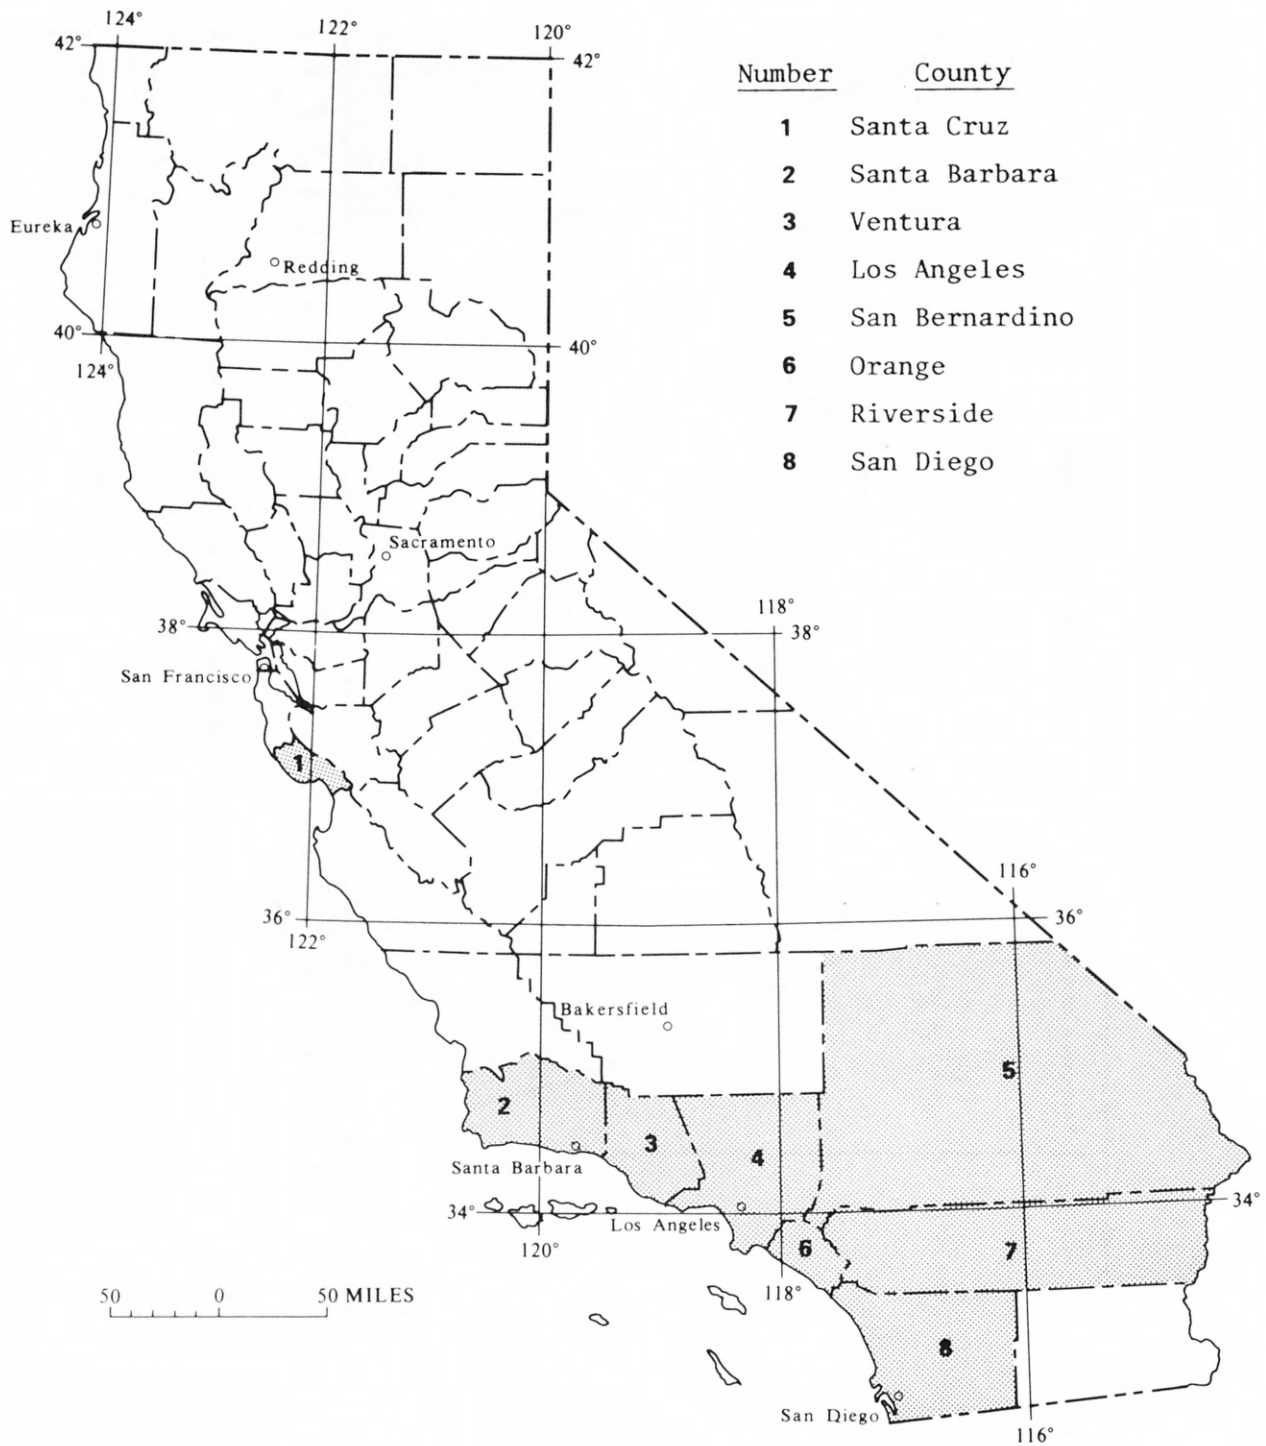 124°
122°
120°
42°
42°
Number County
1 Santa Cruz
2 Santa Barbara
3 Ventura
4 Los Angeles
5 San Bernardino
6 Orange
7 Riverside
8 San Diego
Eureka
Redding
40°
40°
124°
Sacramento
118°
38°
38°
San Francisco
1
116°
36°
36°
122°
Bakersfield
5
2
3
4
Santa Barbara
34°
34°
Los Angeles
6
7
120°
118°
50 0 50 MILES
8
San Diego
116°